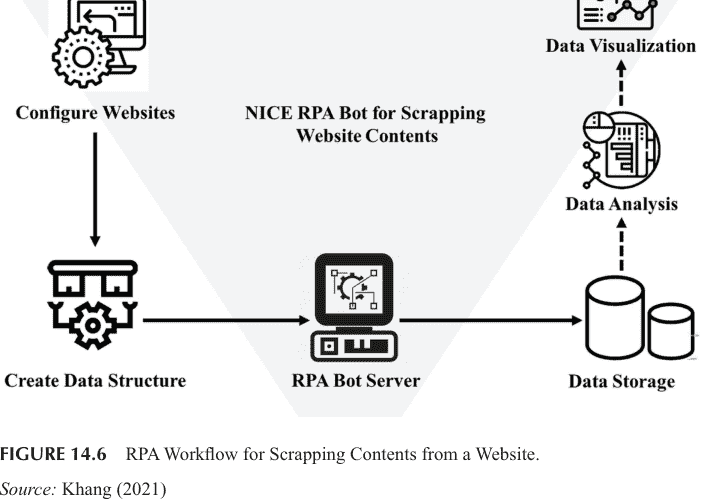 Data Visualization
Configure Websites
NICE RPA Bot for Scrapping
Website Contents
Data Analysis
Create Data Structure
RPA Bot Server
Data Storage
FIGURE 14.6 RPA Workflow for Scrapping Contents from a Website.
Source: Khang (2021)